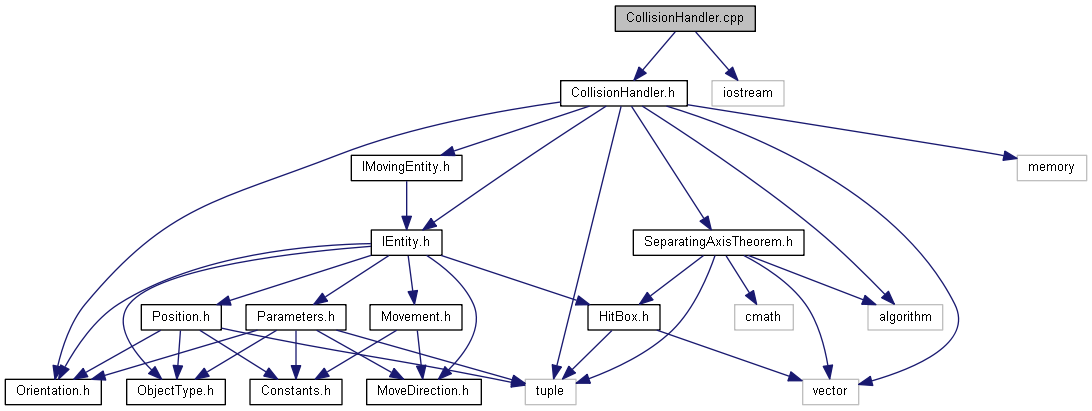 CollisionHandler.cpp
CollisionHandler.h
iostream
IMovingEntity.h
memory
IEntity.h
SeparatingAxisTheorem.h
Position.h
Parameters.h
Movement.h
HitBox.h
cmath
algorithm
Orientation.h
ObjectType.h
Constants.h
MoveDirection.h
tuple
vector